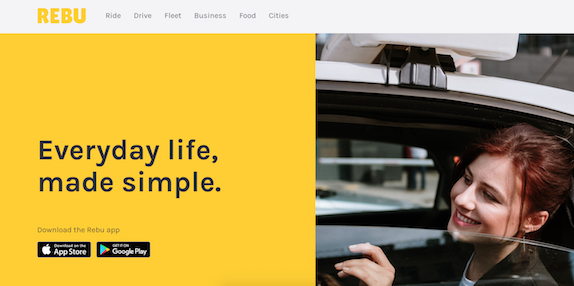 REBU
Ride Drive Fleet Business Food Cities
Everyday life,
made simple.
Download the Rebu app
Download on the
App Store
GET IT ON
Google Play